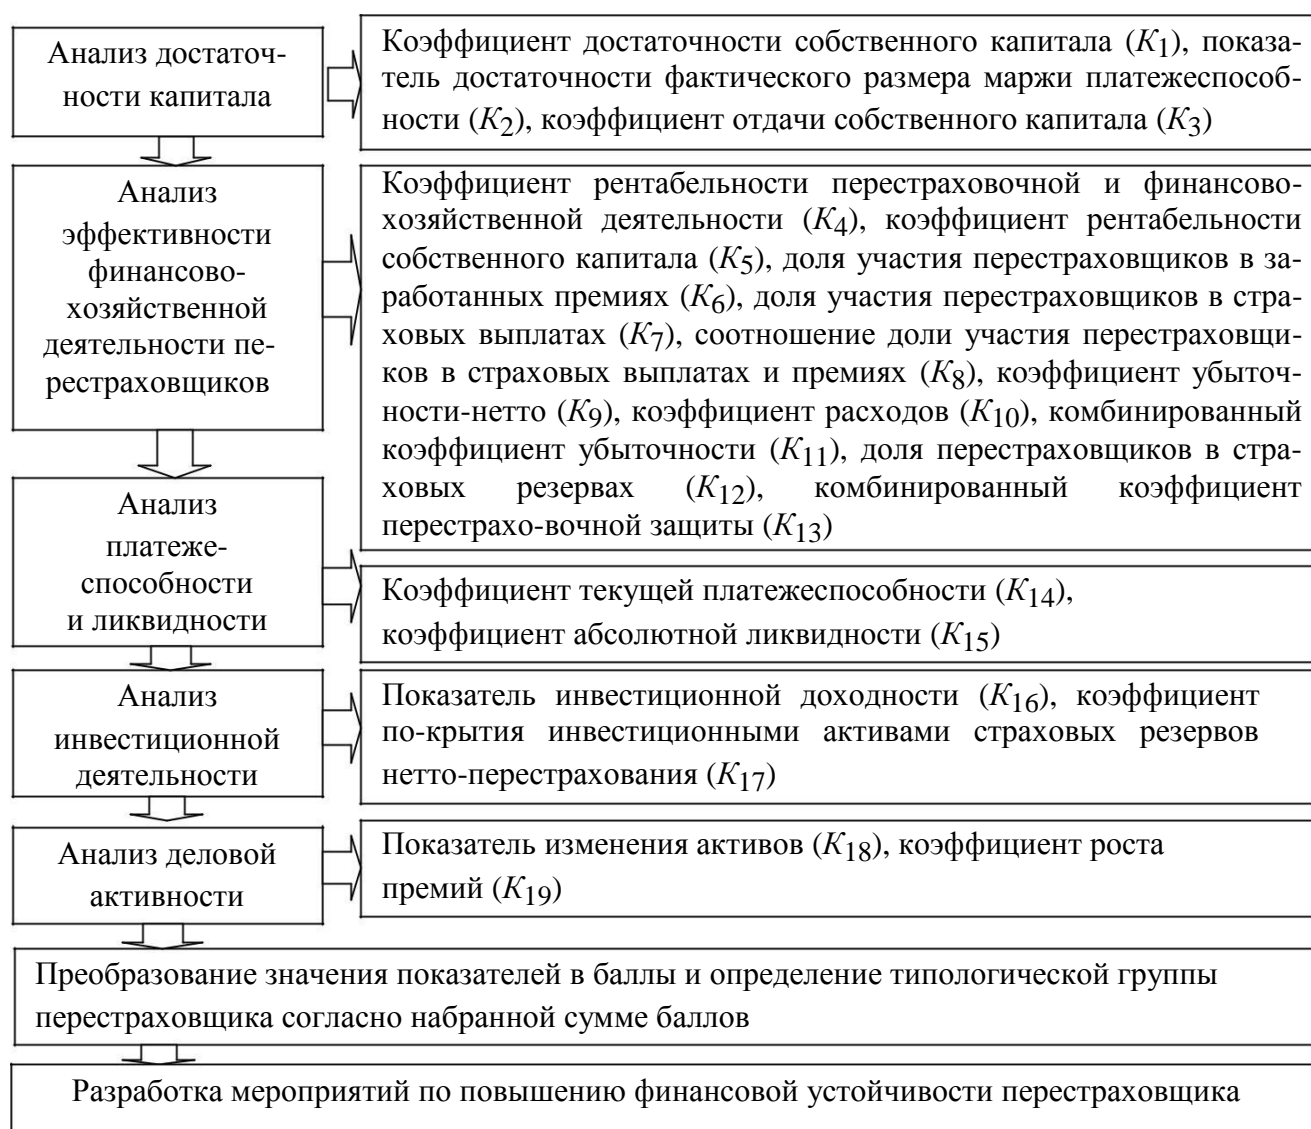 Анализ достаточ-
ности капитала
Коэффициент достаточности собственного капитала (K1), показа-
тель достаточности фактического размера маржи платежеспособ-
ности (K2), коэффициент отдачи собственного капитала (K3)
Анализ
эффективности
финансово-
хозяйственной
деятельности пе-
рестраховщиков
Коэффициент рентабельности перестраховочной и финансово-
хозяйственной деятельности (K4), коэффициент рентабельности
собственного капитала (K5), доля участия перестраховщиков в за-
работанных премиях (K6), доля участия перестраховщиков в стра-
ховых выплатах (K7), соотношение доли участия перестраховщи-
ков в страховых выплатах и премиях (K8), коэффициент убыточ-
ности-нетто (K9), коэффициент расходов (K10), комбинированный
коэффициент убыточности (K11), доля перестраховщиков в стра-
ховых резервах (K12), комбинированный коэффициент
перестрахо-вочной защиты (K13)
Анализ
платеже-
способности
и ликвидности
Коэффициент текущей платежеспособности (K14),
коэффициент абсолютной ликвидности (K15)
Анализ
инвестиционной
деятельности
Показатель инвестиционной доходности (K16), коэффициент
по-крытия инвестиционными активами страховых резервов
нетто-перестрахования (K17)
Анализ деловой
активности
Показатель изменения активов (K18), коэффициент роста
премий (K19)
Преобразование значения показателей в баллы и определение типологической группы
перестраховщика согласно набранной сумме баллов
Разработка мероприятий по повышению финансовой устойчивости перестраховщика